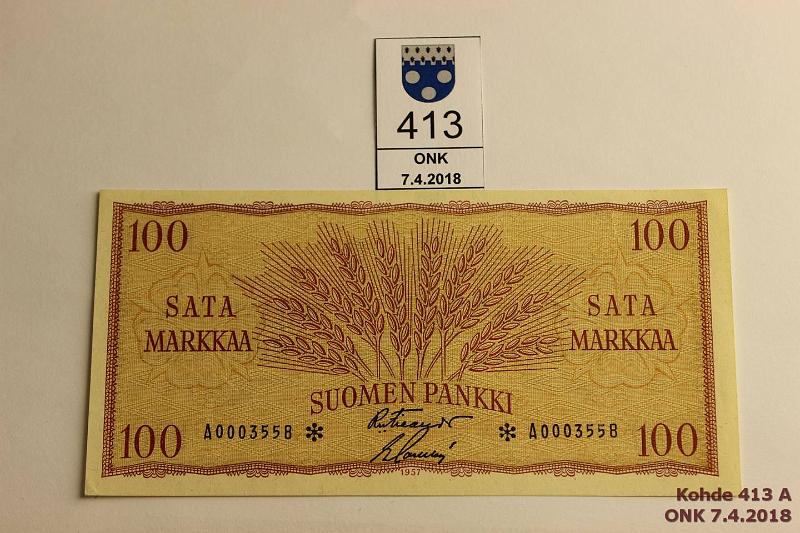 413
ONK
7.4.2018
100 100
SATA SATA
MARKKAA MARKKAA
SUOMEN PANKKI
A0003558 * * A0003558
100 100
1957
Kohde 413 A
ONK 7.4.2018